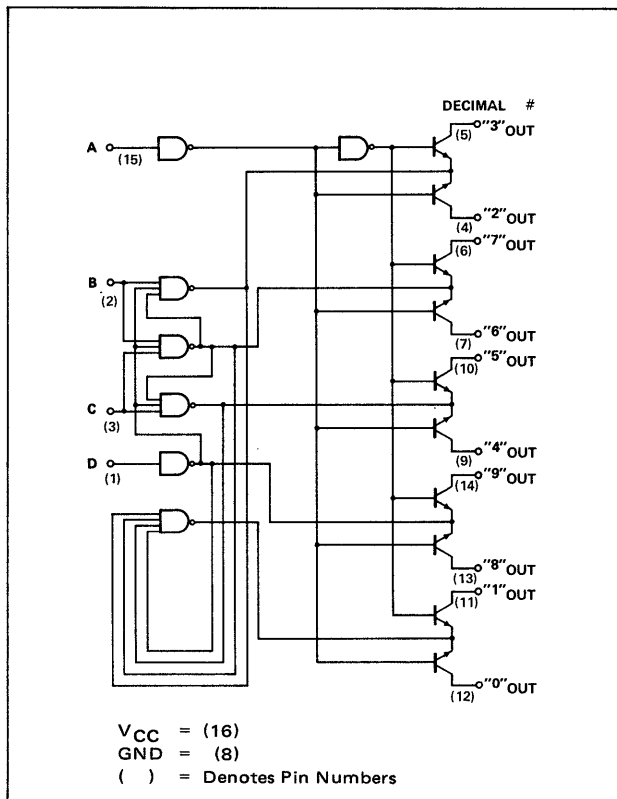 DECIMAL #
A
(15)
(5) "3"OUT
(4) "2"OUT
(6) "7"OUT
B
(2)
(7) "6"OUT
(10) "5"OUT
C
(3)
(9) "4"OUT
D
(1)
(14) "9"OUT
(13) "8"OUT
(11) "1"OUT
(12) "0"OUT
VCC = (16)
GND = (8)
( ) = Denotes Pin Numbers